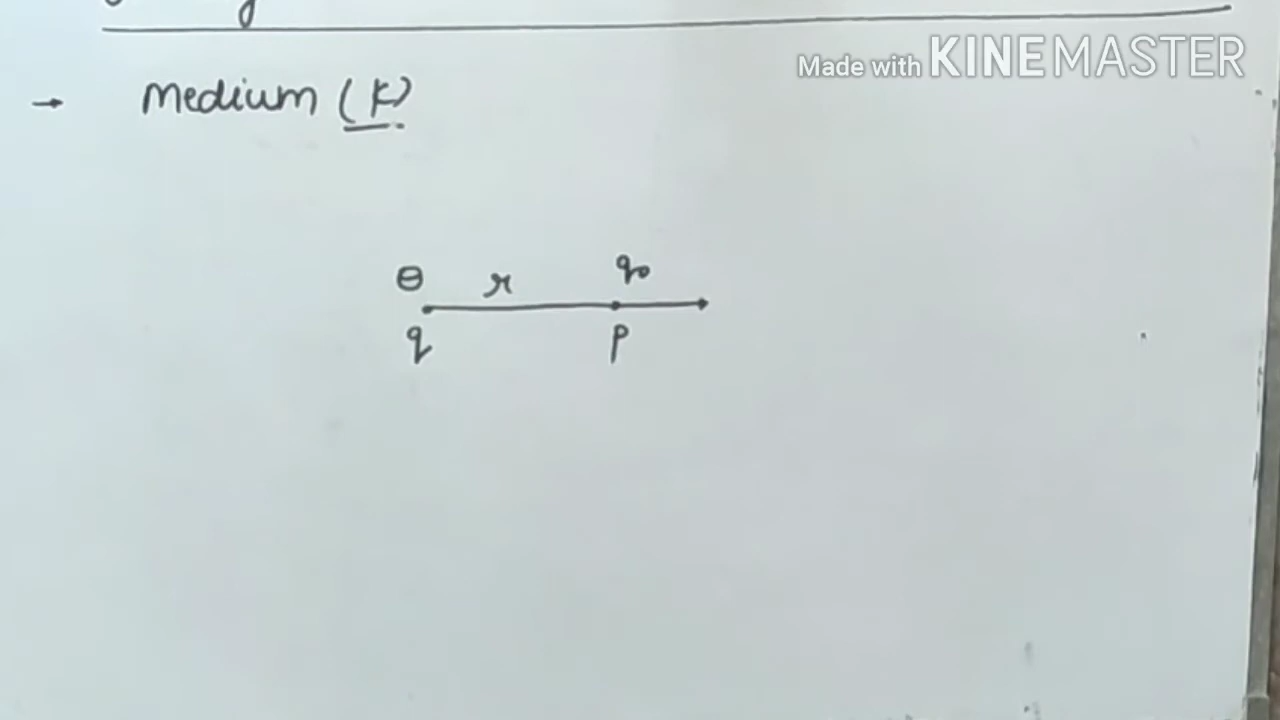 Made with KINEMASTER
→ Medium (K)
θ r q₀
q P